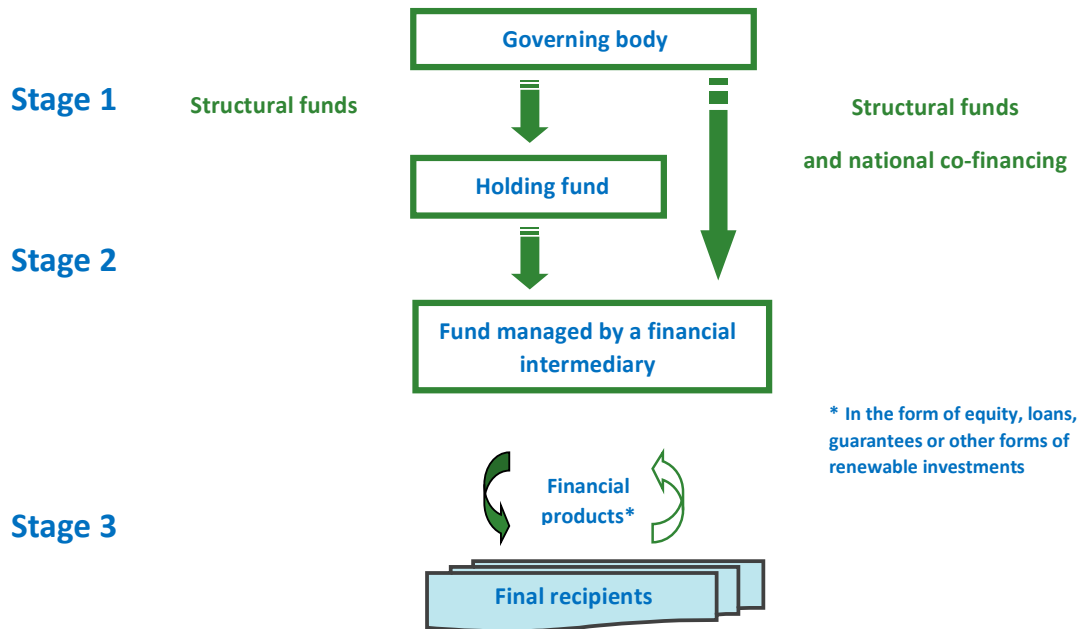 Governing body
Stage 1
Structural funds
Structural funds
and national co-financing
Holding fund
Stage 2
Fund managed by a financial
intermediary
* In the form of equity, loans,
guarantees or other forms of
renewable investments
Financial
products*
Stage 3
Final recipients